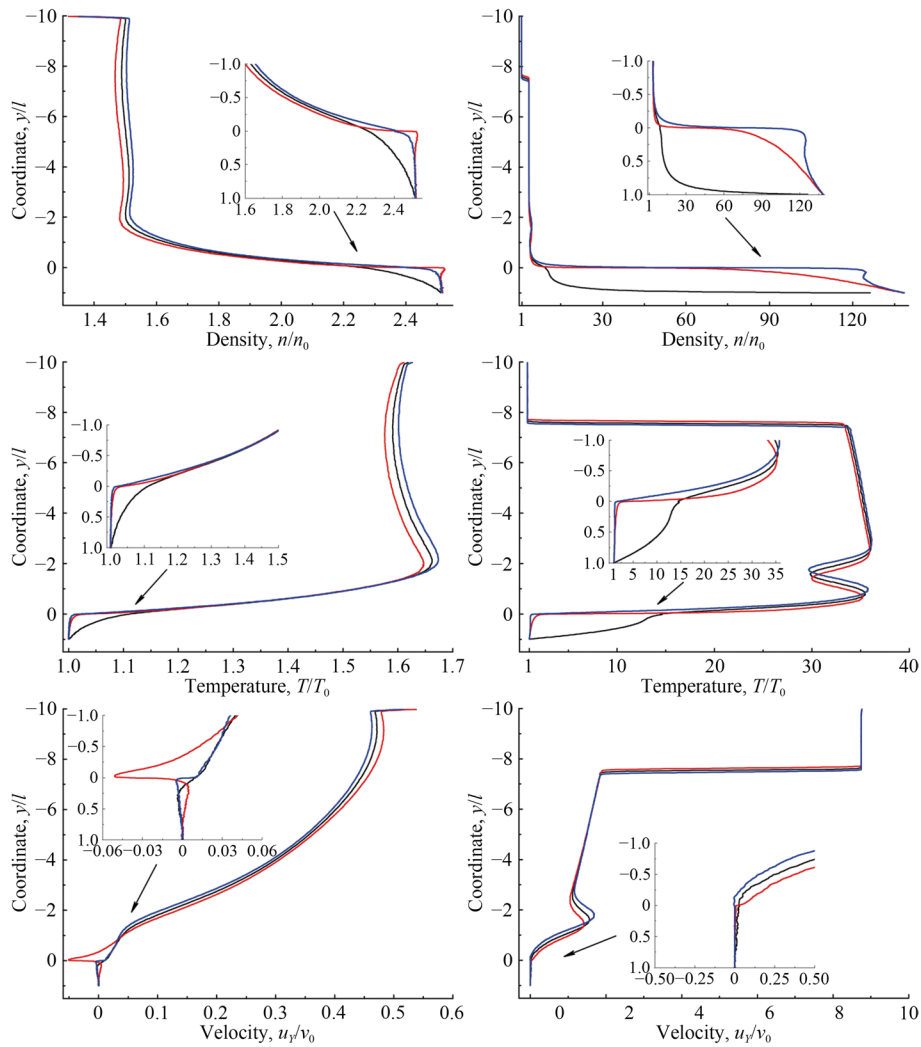 −10
−8
−6
−4
−2
0
Coordinate, y/l
−1.0
−0.5
0
0.5
1.0
1.6 1.8 2.0 2.2 2.4
1.4 1.6 1.8 2.0 2.2 2.4
Density, n/n0
−10
−8
−6
−4
−2
0
Coordinate, y/l
−1.0
−0.5
0
0.5
1.0
1 30 60 90 120
1 30 60 90 120
Density, n/n0
−10
−8
−6
−4
−2
0
Coordinate, y/l
−1.0
−0.5
0
0.5
1.0
1.0 1.1 1.2 1.3 1.4 1.5
1.0 1.1 1.2 1.3 1.4 1.5 1.6 1.7
Temperature, T/T0
−10
−8
−6
−4
−2
0
Coordinate, y/l
−1.0
−0.5
0
0.5
1.0
1 5 10 15 20 25 30 35
1 10 20 30 40
Temperature, T/T0
−10
−8
−6
−4
−2
0
Coordinate, y/l
−1.0
−0.5
0
0.5
1.0
−0.06 −0.03 0 0.03 0.06
0 0.1 0.2 0.3 0.4 0.5 0.6
Velocity, uY/v0
−10
−8
−6
−4
−2
0
Coordinate, y/l
−1.0
−0.5
0
0.5
1.0
−0.50 −0.25 0 0.25 0.50
0 2 4 6 8 10
Velocity, uY/v0